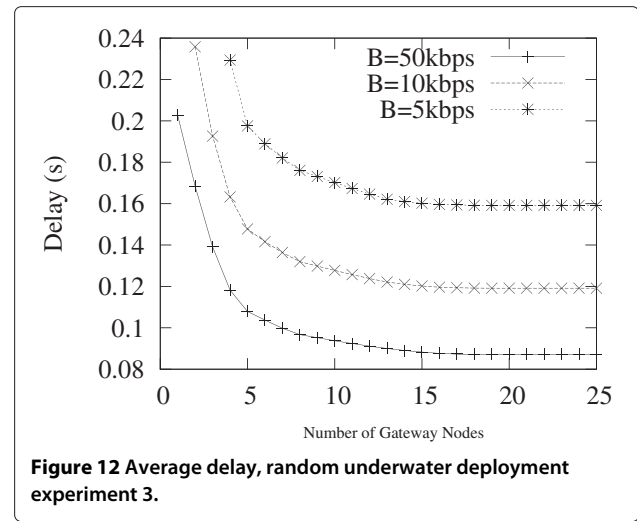 0.24
0.22
0.2
0.18
0.16
0.14
0.12
0.1
0.08
Delay (s)
B=50kbps
B=10kbps
B=5kbps
0 5 10 15 20 25
Number of Gateway Nodes
Figure 12 Average delay, random underwater deployment
experiment 3.